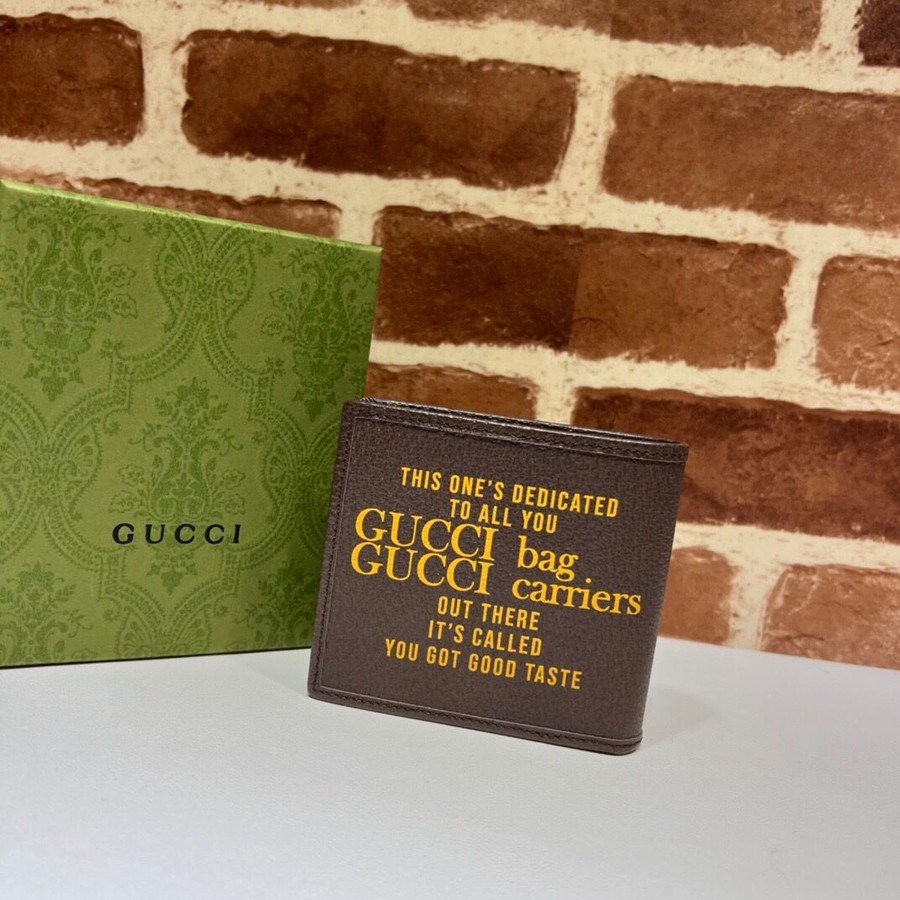 GUCCI
THIS ONE'S DEDICATED
TO ALL YOU
GUCCI bag
GUCCI carriers
OUT THERE
IT'S CALLED
YOU GOT GOOD TASTE